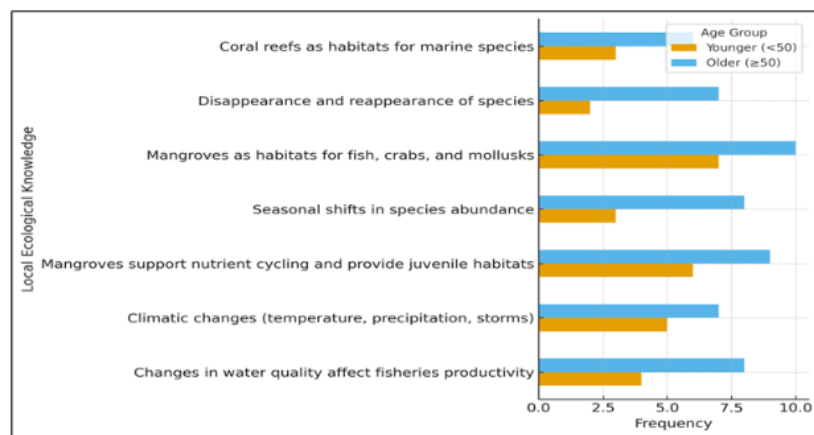 Local Ecological Knowledge
Coral reefs as habitats for marine species
Disappearance and reappearance of species
Mangroves as habitats for fish, crabs, and mollusks
Seasonal shifts in species abundance
Mangroves support nutrient cycling and provide juvenile habitats
Climatic changes (temperature, precipitation, storms)
Changes in water quality affect fisheries productivity
Age Group
Younger (<50)
Older (≥50)
0.0 2.5 5.0 7.5 10.0
Frequency